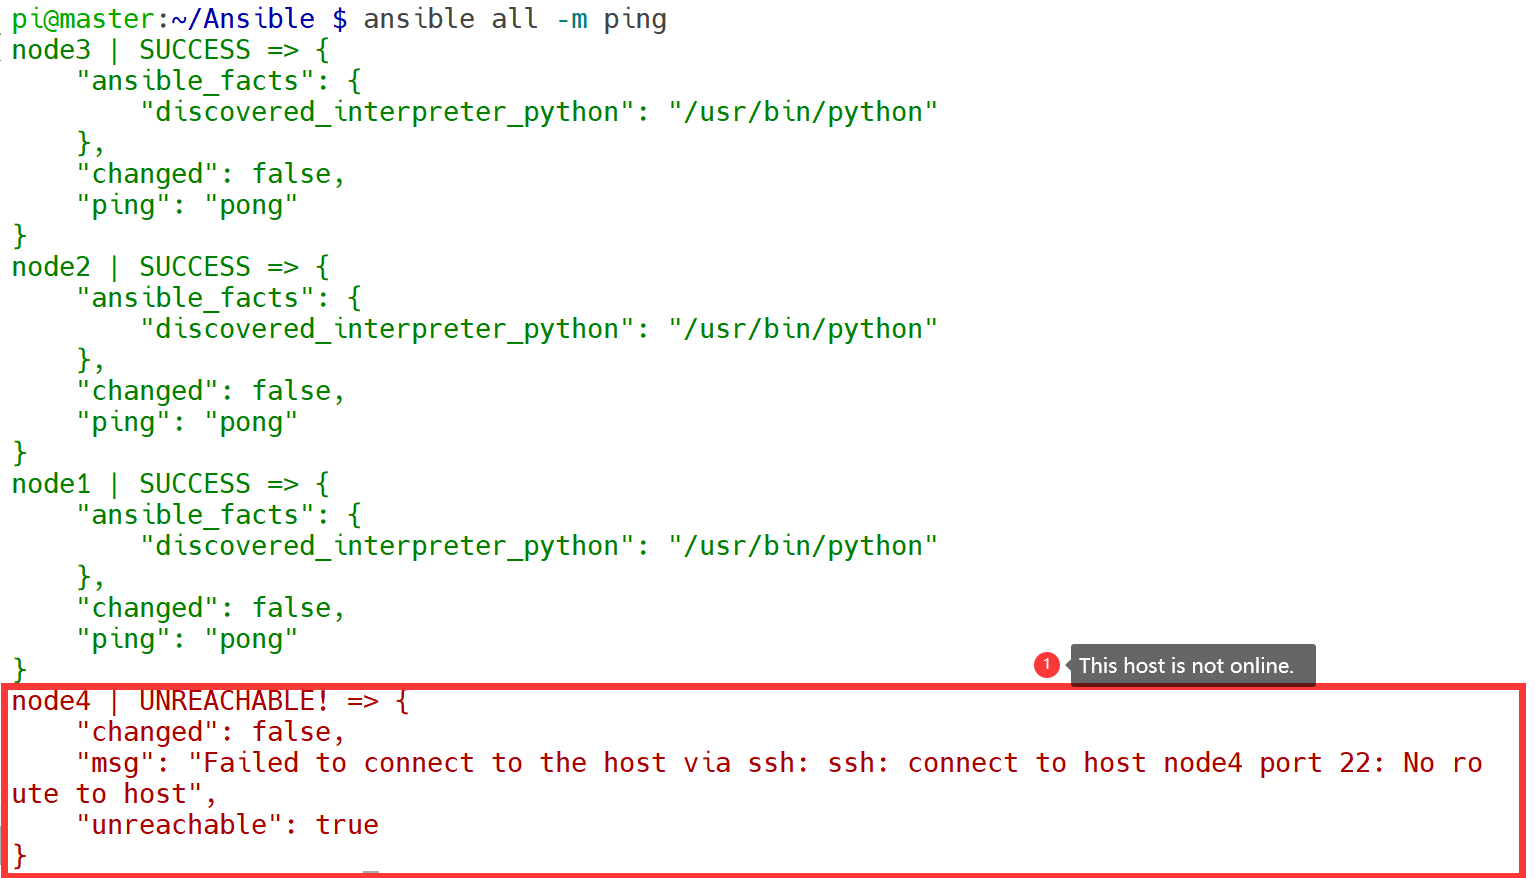 pi@master:~/Ansible $ ansible all -m ping
node3 | SUCCESS => {
    "ansible_facts": {
        "discovered_interpreter_python": "/usr/bin/python"
    },
    "changed": false,
    "ping": "pong"
}
node2 | SUCCESS => {
    "ansible_facts": {
        "discovered_interpreter_python": "/usr/bin/python"
    },
    "changed": false,
    "ping": "pong"
}
node1 | SUCCESS => {
    "ansible_facts": {
        "discovered_interpreter_python": "/usr/bin/python"
    },
    "changed": false,
    "ping": "pong"
}
1 This host is not online.
node4 | UNREACHABLE! => {
    "changed": false,
    "msg": "Failed to connect to the host via ssh: ssh: connect to host node4 port 22: No ro
ute to host",
    "unreachable": true
}